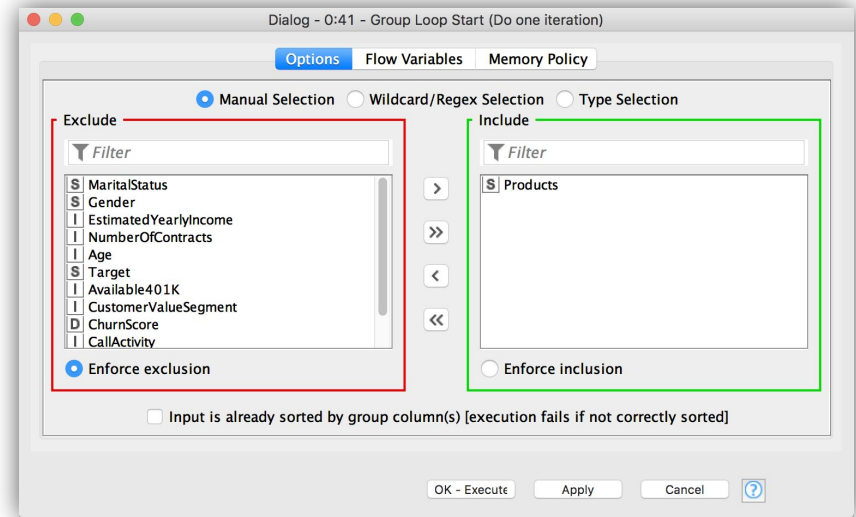 Dialog - 0:41 - Group Loop Start (Do one iteration)
Options Flow Variables Memory Policy
Manual Selection Wildcard/Regex Selection Type Selection
Exclude
Filter
S MaritalStatus
S Gender
I EstimatedYearlyIncome
I NumberOfContracts
I Age
S Target
I Available401K
I CustomerValueSegment
D ChurnScore
I CallActivity
Enforce exclusion
>
>>
<
<<
Include
Filter
S Products
Enforce inclusion
Input is already sorted by group column(s) [execution fails if not correctly sorted]
OK - Execute Apply Cancel ?